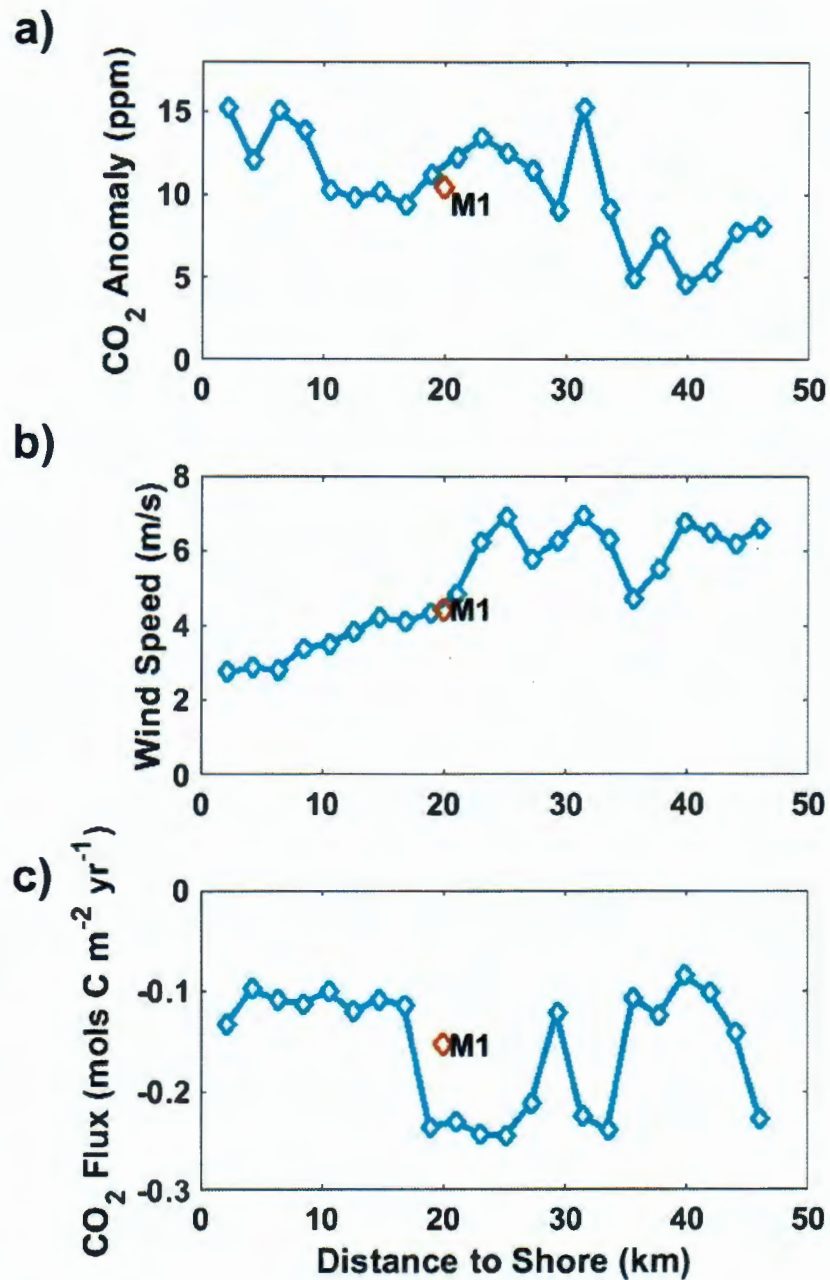 a)
CO₂ Anomaly (ppm)
15
10
5
0
M1
0 10 20 30 40 50
b)
Wind Speed (m/s)
8
6
4
2
0
M1
0 10 20 30 40 50
c)
CO₂ Flux (mols C m⁻² yr⁻¹)
0
-0.1
-0.2
-0.3
M1
0 10 20 30 40 50
Distance to Shore (km)